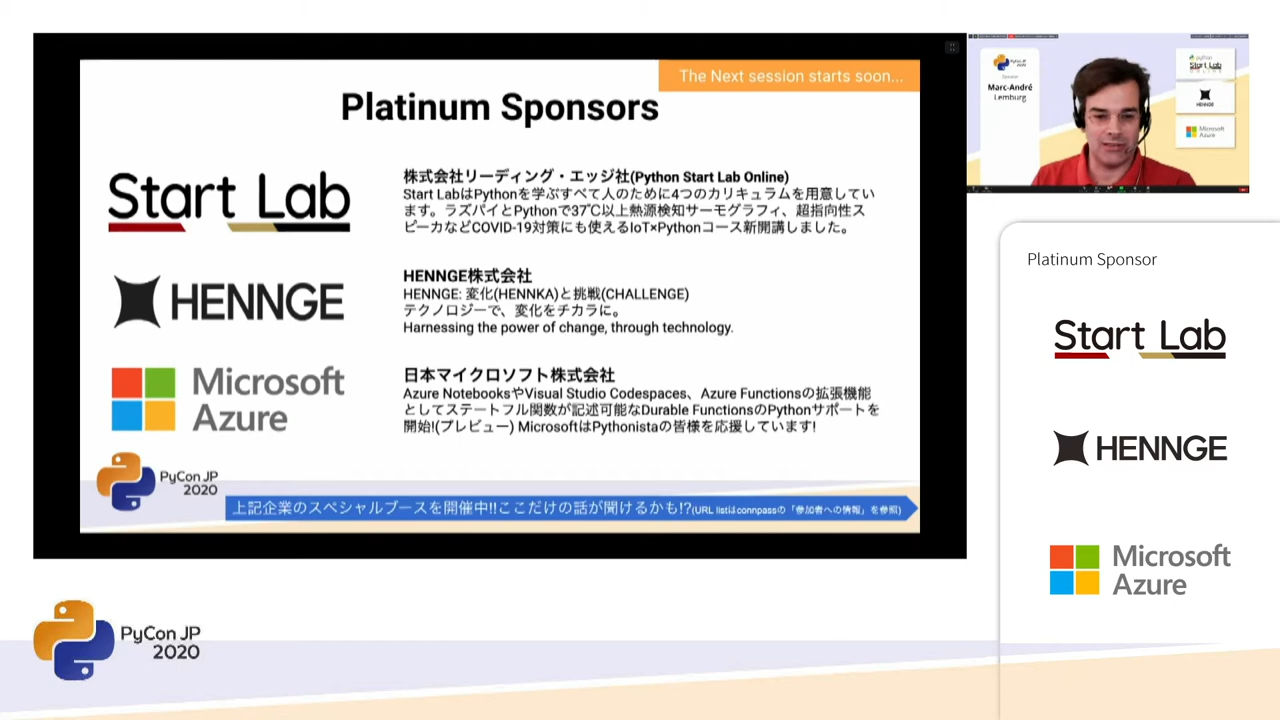 The Next session starts soon...
Platinum Sponsors
Start Lab
株式会社リーディング・エッジ社(Python Start Lab Online)
Start LabはPythonを学ぶすべて人のために4つのカリキュラムを用意してい
ます。ラズパイとPythonで37℃以上熱源検知サーモグラフィ、超指向性ス
ピーカなどCOVID-19対策にも使えるIoT×Pythonコース新開講しました。
HENNGE
HENNGE株式会社
HENNGE: 変化(HENNKA)と挑戦(CHALLENGE)
テクノロジーで、変化をチカラに。
Harnessing the power of change, through technology.
Microsoft
Azure
日本マイクロソフト株式会社
Azure NotebooksやVisual Studio Codespaces、Azure Functionsの拡張機能
としてステートフル関数が記述可能なDurable FunctionsのPythonサポートを
開始!(プレビュー) MicrosoftはPythonistaの皆様を応援しています!
PyCon JP
2020
上記企業のスペシャルブースを開催中!!ここだけの話が聞けるかも!?(URL listはconnpassの「参加者への情報」を参照)
PyCon JP
2020
Marc-André
Lemburg
python
Start Lab
ONLINE
HENNGE
Microsoft
Azure
Platinum Sponsor
Start Lab
HENNGE
Microsoft
Azure
PyCon JP
2020